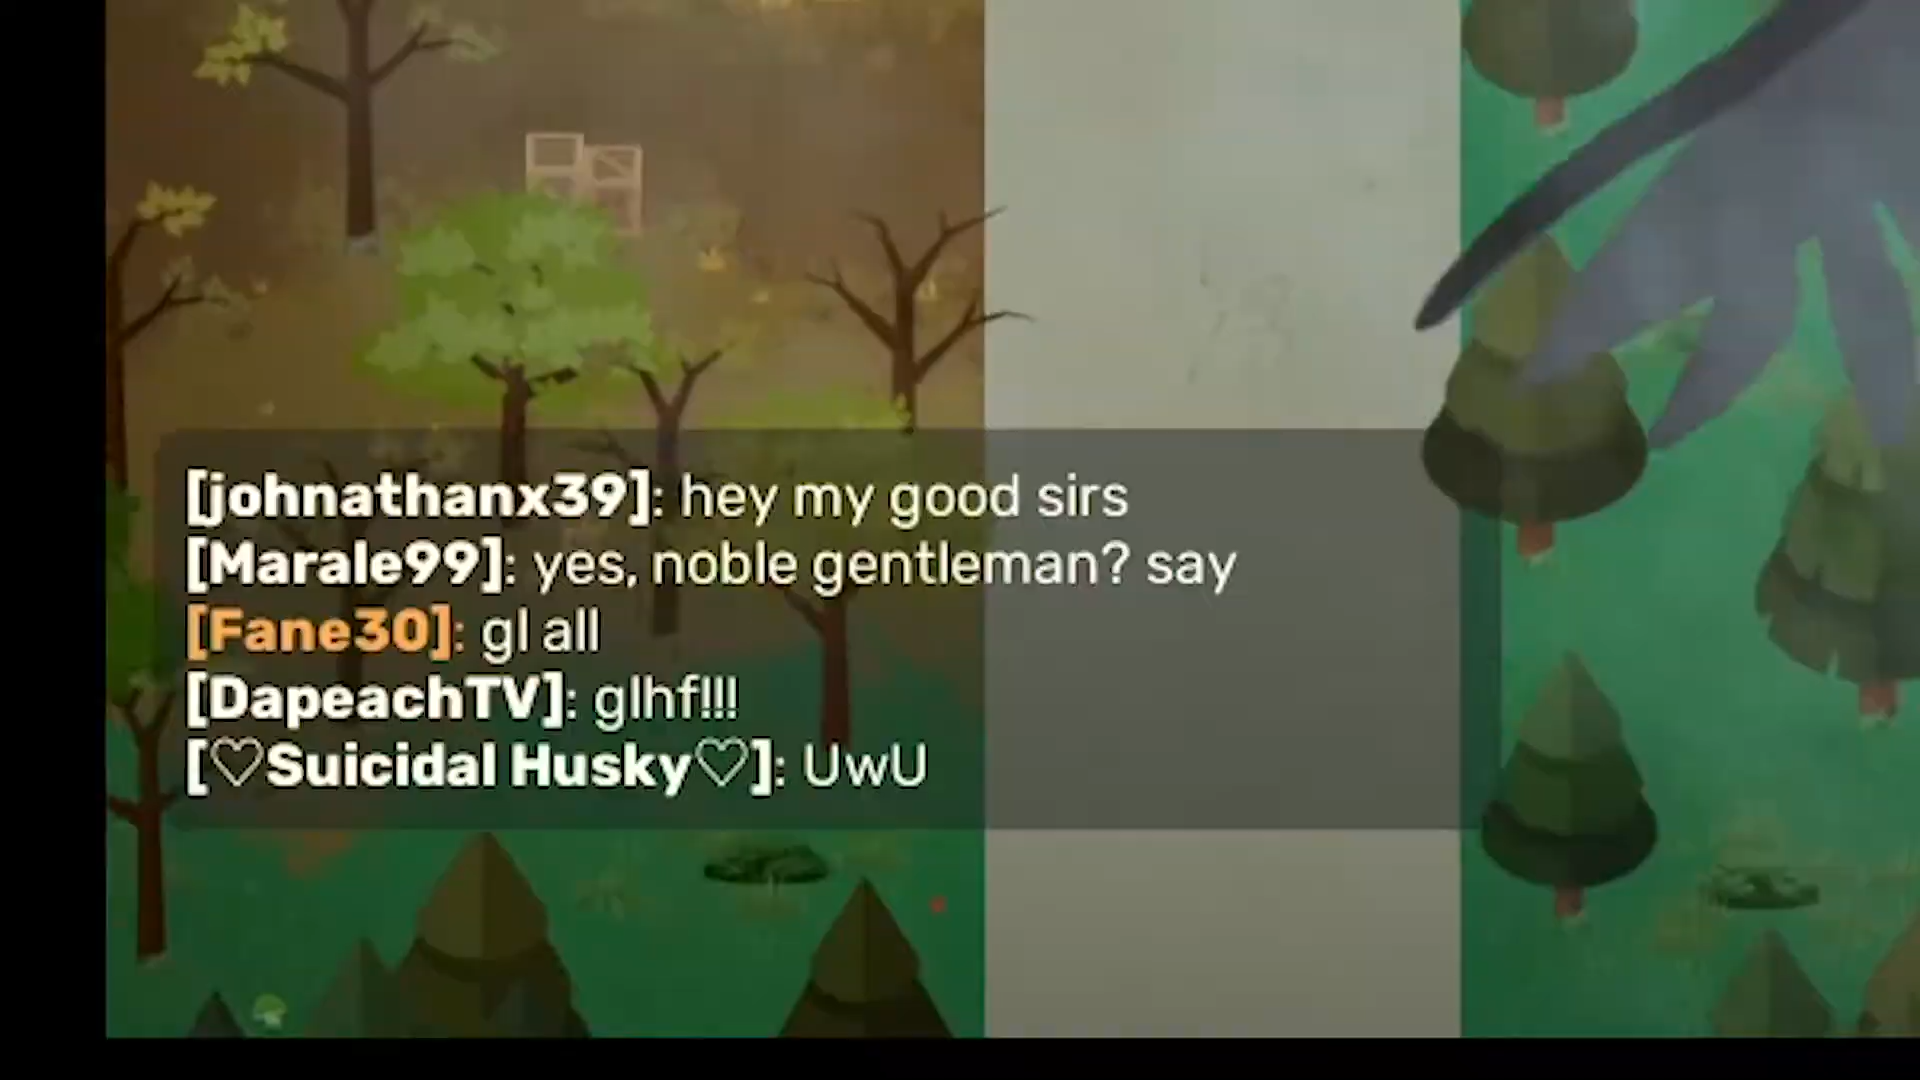 [johnathanx39]: hey my good sirs
[Marale99]: yes, noble gentleman? say
[Fane30]: gl all
[DapeachTV]: glhf!!!
[♡Suicidal Husky♡]: UwU